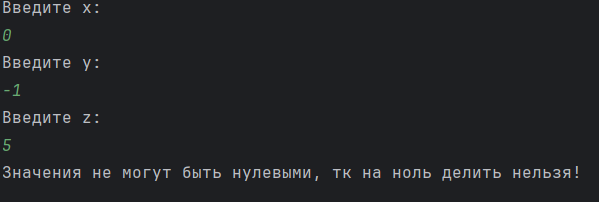 Введите x:
0
Введите y:
-1
Введите z:
5
Значения не могут быть нулевыми, тк на ноль делить нельзя!